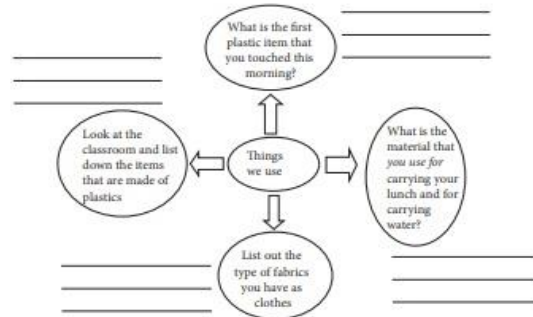 What is the first
plastic item that
you touched this
morning?
Look at the
classroom and list
down the items
that are made of
plastics
Things
we use
What is the
material that
you use for
carrying your
lunch and for
carrying
water?
List out the
type of fabrics
you have as
clothes